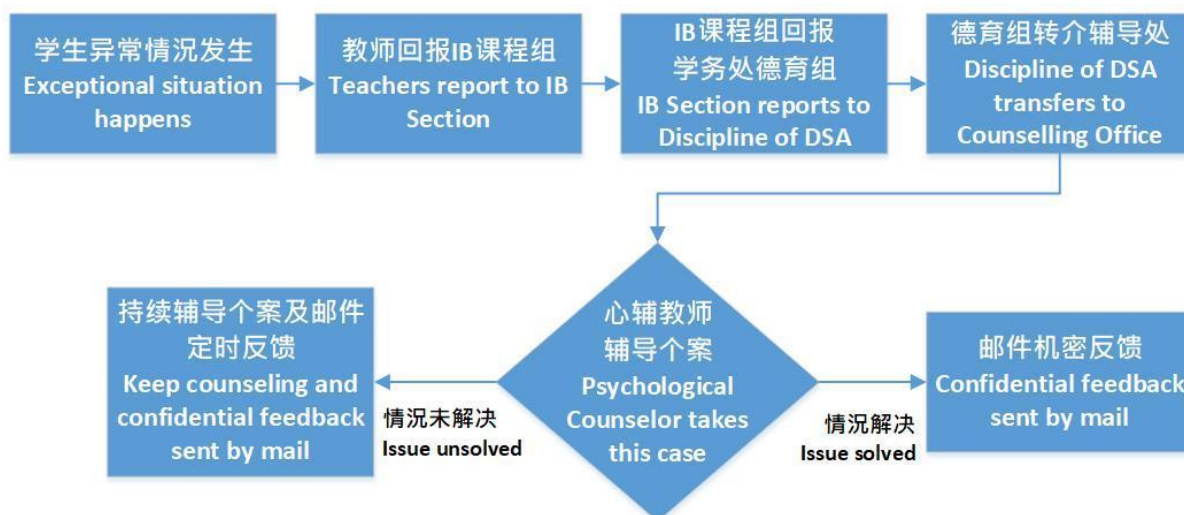 学生异常情況发生
Exceptional situation
happens
教师回报IB课程组
Teachers report to IB
Section
IB课程组回报
学务处德育组
IB Section reports to
Discipline of DSA
德育组转介辅导处
Discipline of DSA
transfers to
Counselling Office
持续辅导个案及邮件
定时反馈
Keep counseling and
confidential feedback
sent by mail
情况未解决
Issue unsolved
心辅教师
辅导个案
Psychological
Counselor takes
this case
情况解决
Issue solved
邮件机密反馈
Confidential feedback
sent by mail